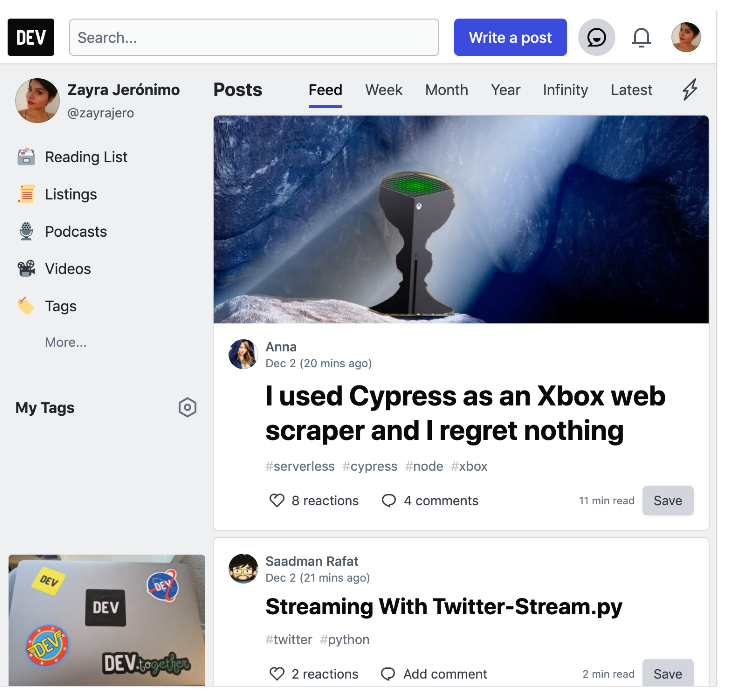 DEV
Search...
Write a post
Zayra Jerónimo
@zayrajero
Reading List
Listings
Podcasts
Videos
Tags
More...
My Tags
DEV
DEV
DEV
DEV
DEV.together
Posts
Feed Week Month Year Infinity Latest
Anna
Dec 2 (20 mins ago)
I used Cypress as an Xbox web
scraper and I regret nothing
#serverless #cypress #node #xbox
8 reactions 4 comments 11 min read Save
Saadman Rafat
Dec 2 (21 mins ago)
Streaming With Twitter-Stream.py
#twitter #python
2 reactions Add comment 2 min read Save